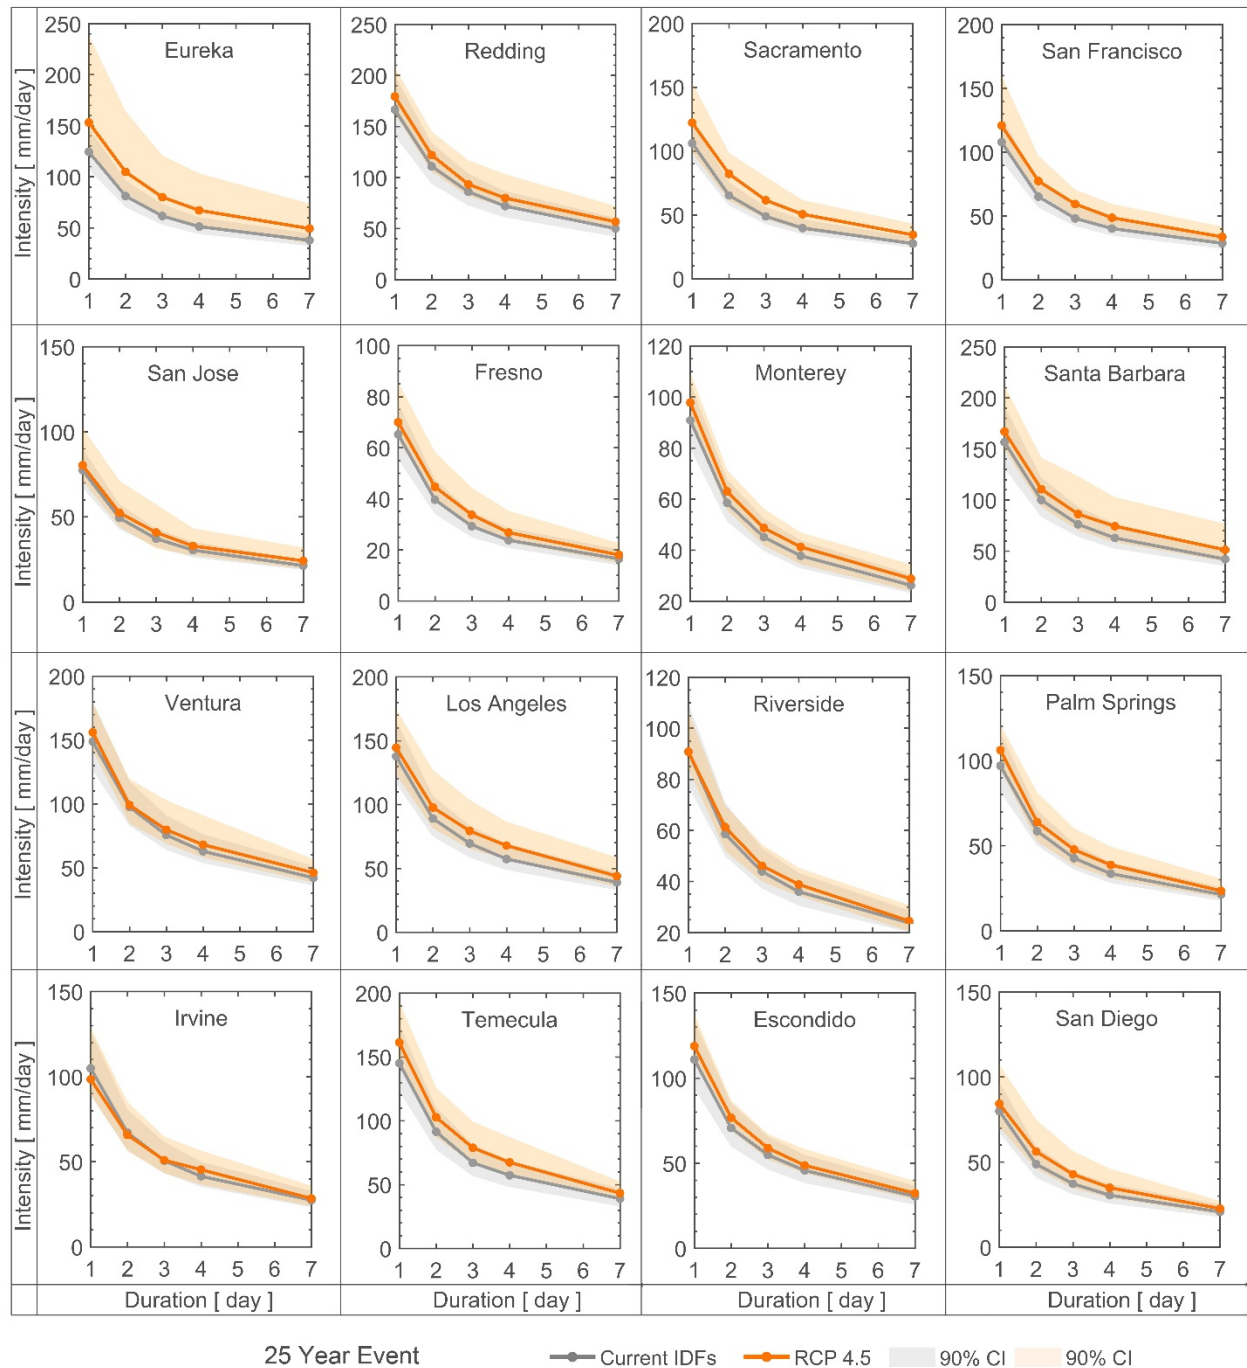 Intensity [ mm/day ]
250
200
150
100
50
0
Eureka
1 2 3 4 5 6 7
250
200
150
100
50
0
Redding
1 2 3 4 5 6 7
200
150
100
50
0
Sacramento
1 2 3 4 5 6 7
200
150
100
50
0
San Francisco
1 2 3 4 5 6 7
Intensity [ mm/day ]
150
100
50
0
San Jose
1 2 3 4 5 6 7
100
80
60
40
20
0
Fresno
1 2 3 4 5 6 7
120
100
80
60
40
20
Monterey
1 2 3 4 5 6 7
250
200
150
100
50
0
Santa Barbara
1 2 3 4 5 6 7
Intensity [ mm/day ]
200
150
100
50
0
Ventura
1 2 3 4 5 6 7
200
150
100
50
0
Los Angeles
1 2 3 4 5 6 7
120
100
80
60
40
20
Riverside
1 2 3 4 5 6 7
150
100
50
0
Palm Springs
1 2 3 4 5 6 7
Intensity [ mm/day ]
150
100
50
0
Irvine
1 2 3 4 5 6 7
200
150
100
50
0
Temecula
1 2 3 4 5 6 7
150
100
50
0
Escondido
1 2 3 4 5 6 7
150
100
50
0
San Diego
1 2 3 4 5 6 7
Duration [ day ] Duration [ day ] Duration [ day ] Duration [ day ]
25 Year Event Current IDFs RCP 4.5 90% CI 90% CI